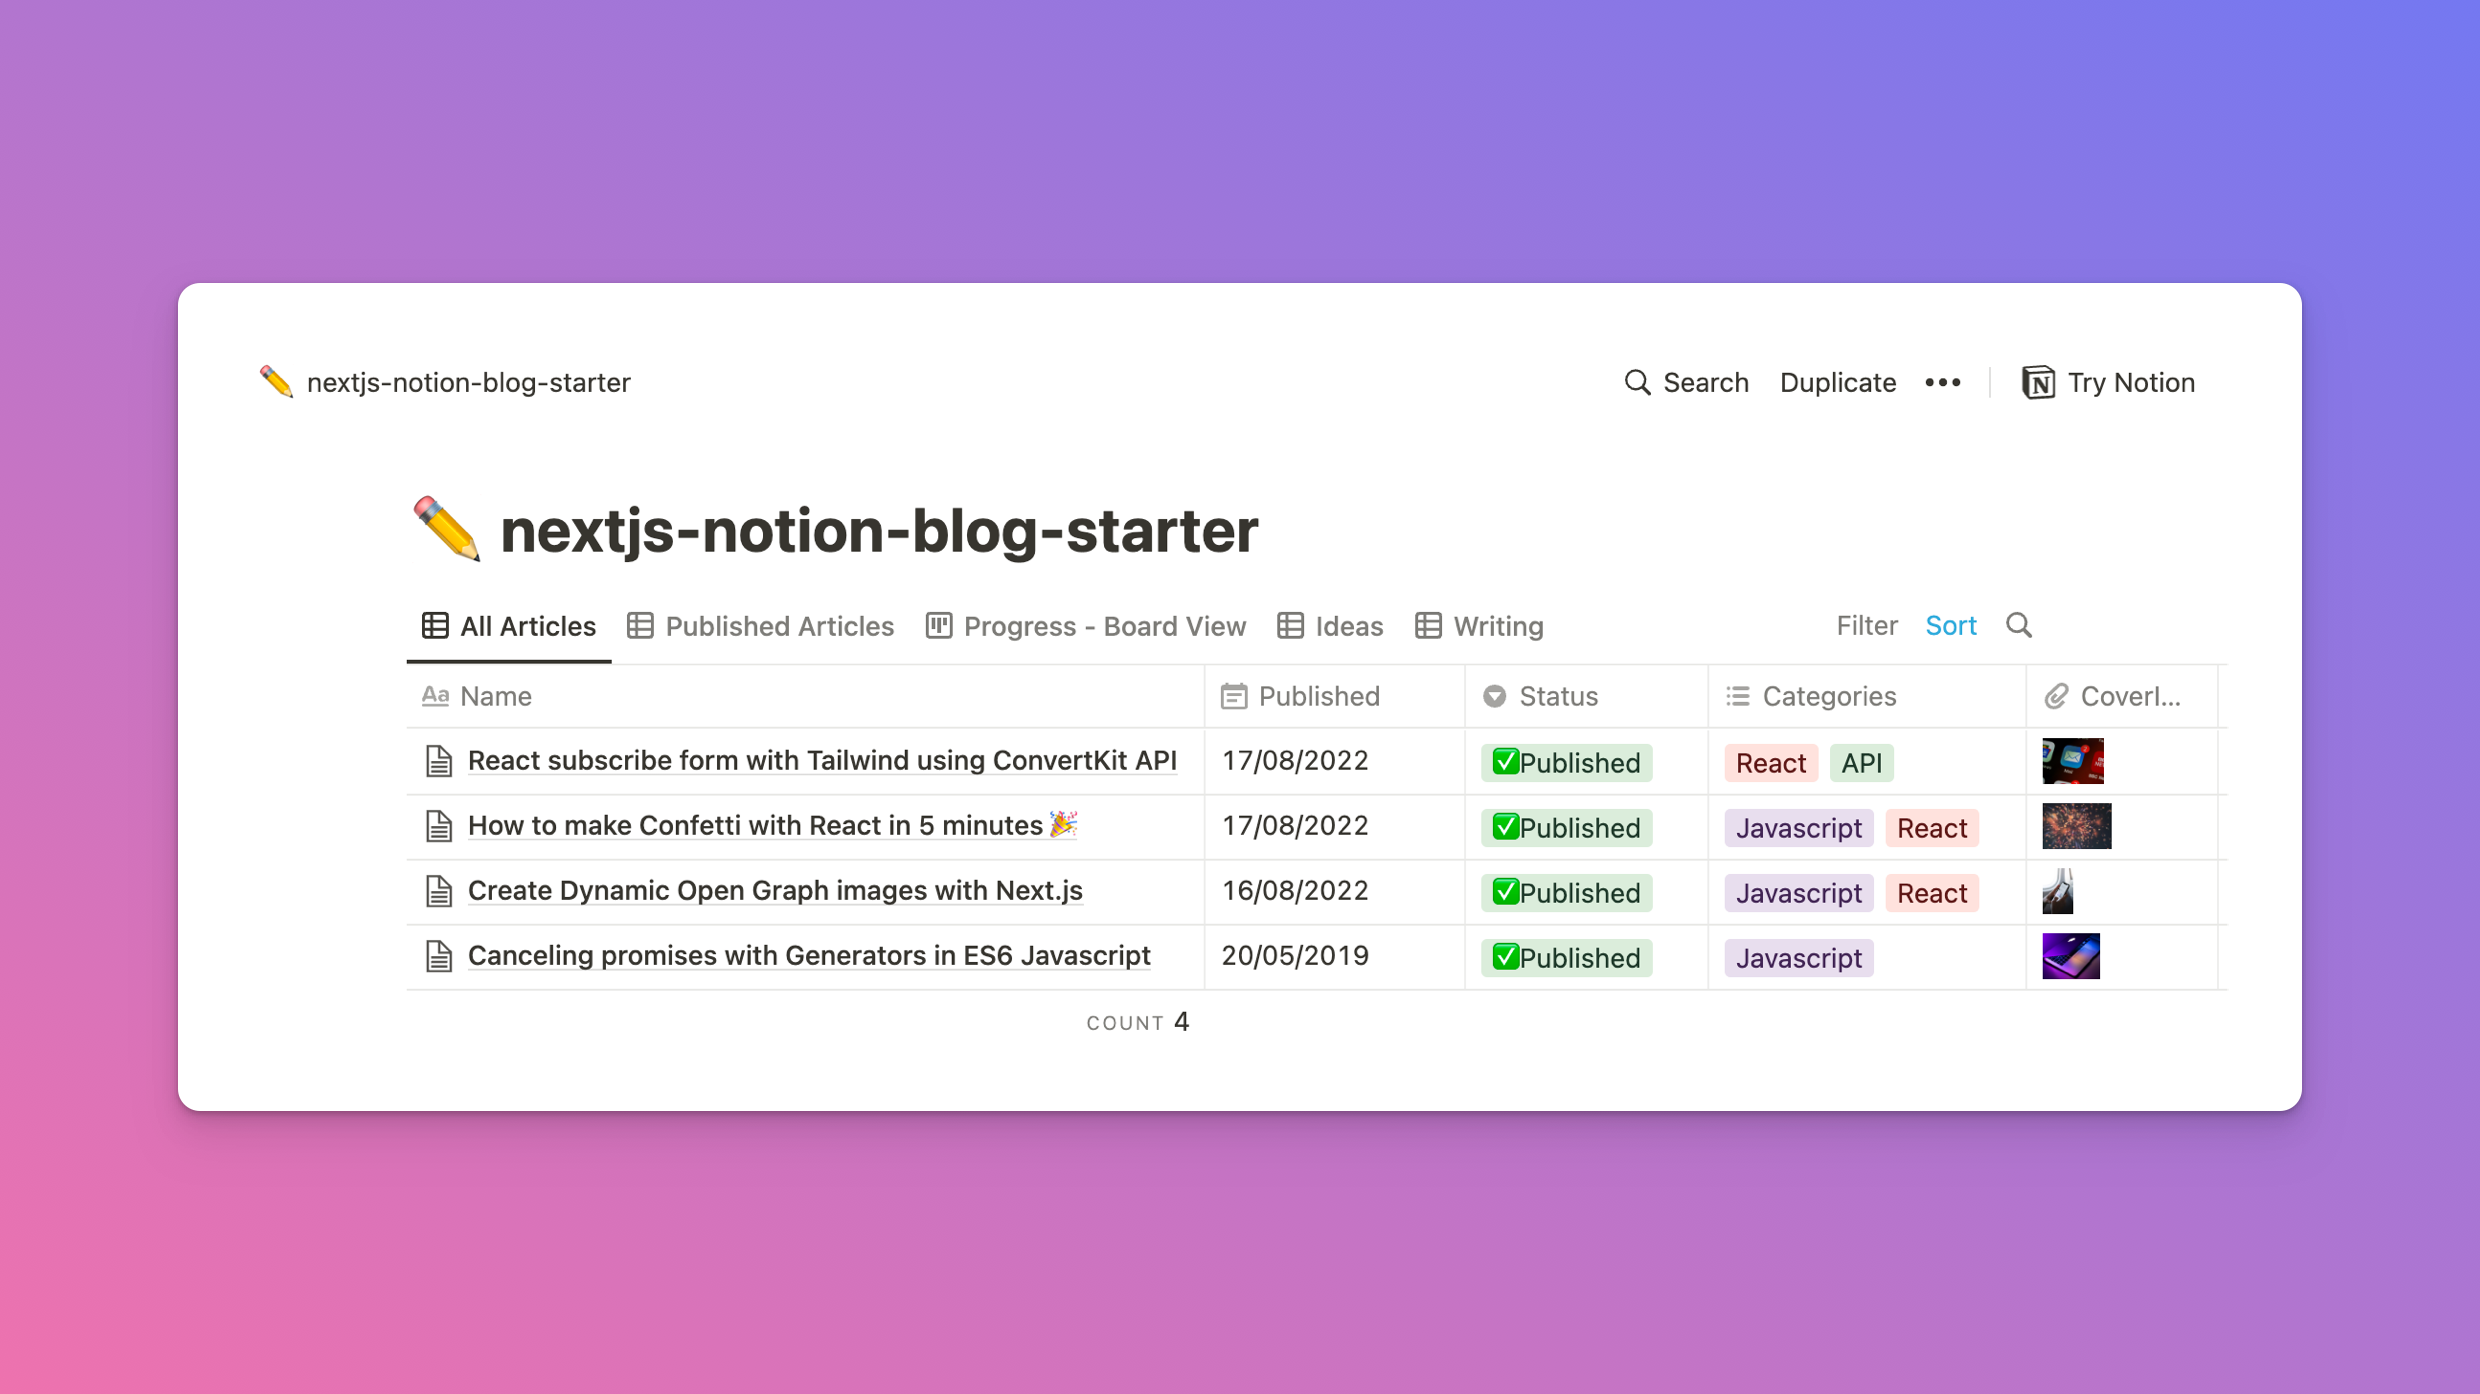 ✏️ nextjs-notion-blog-starter Search Duplicate ••• Try Notion
✏️ nextjs-notion-blog-starter
All Articles Published Articles Progress - Board View Ideas Writing Filter Sort
Aa Name Published Status Categories CoverI...
React subscribe form with Tailwind using ConvertKit API 17/08/2022 ✅Published React API
How to make Confetti with React in 5 minutes 🎉 17/08/2022 ✅Published Javascript React
Create Dynamic Open Graph images with Next.js 16/08/2022 ✅Published Javascript React
Canceling promises with Generators in ES6 Javascript 20/05/2019 ✅Published Javascript
COUNT 4